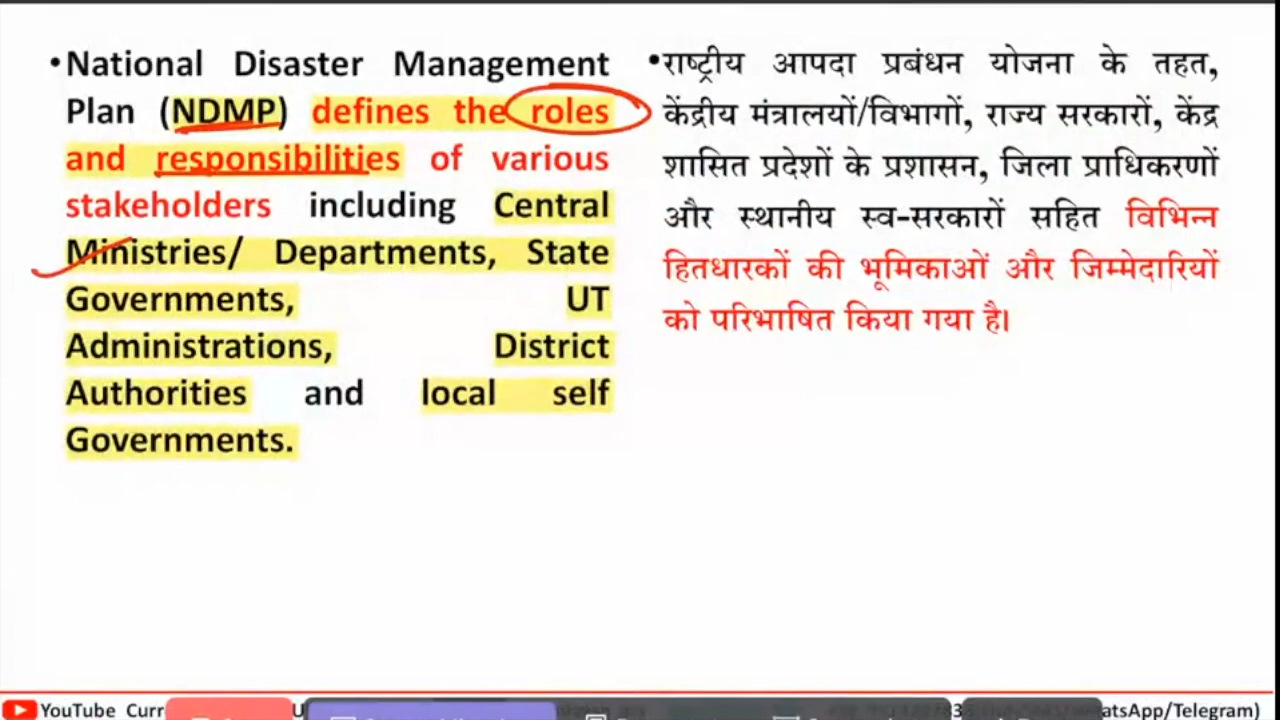 •National Disaster Management
Plan (NDMP) defines the roles
and responsibilities of various
stakeholders including Central
Ministries/ Departments, State
Governments, UT
Administrations, District
Authorities and local self
Governments.
•राष्ट्रीय आपदा प्रबंधन योजना के तहत,
केंद्रीय मंत्रालयों/विभागों, राज्य सरकारों, केंद्र
शासित प्रदेशों के प्रशासन, जिला प्राधिकरणों
और स्थानीय स्व-सरकारों सहित विभिन्न
हितधारकों की भूमिकाओं और जिम्मेदारियों
को परिभाषित किया गया है।
YouTube